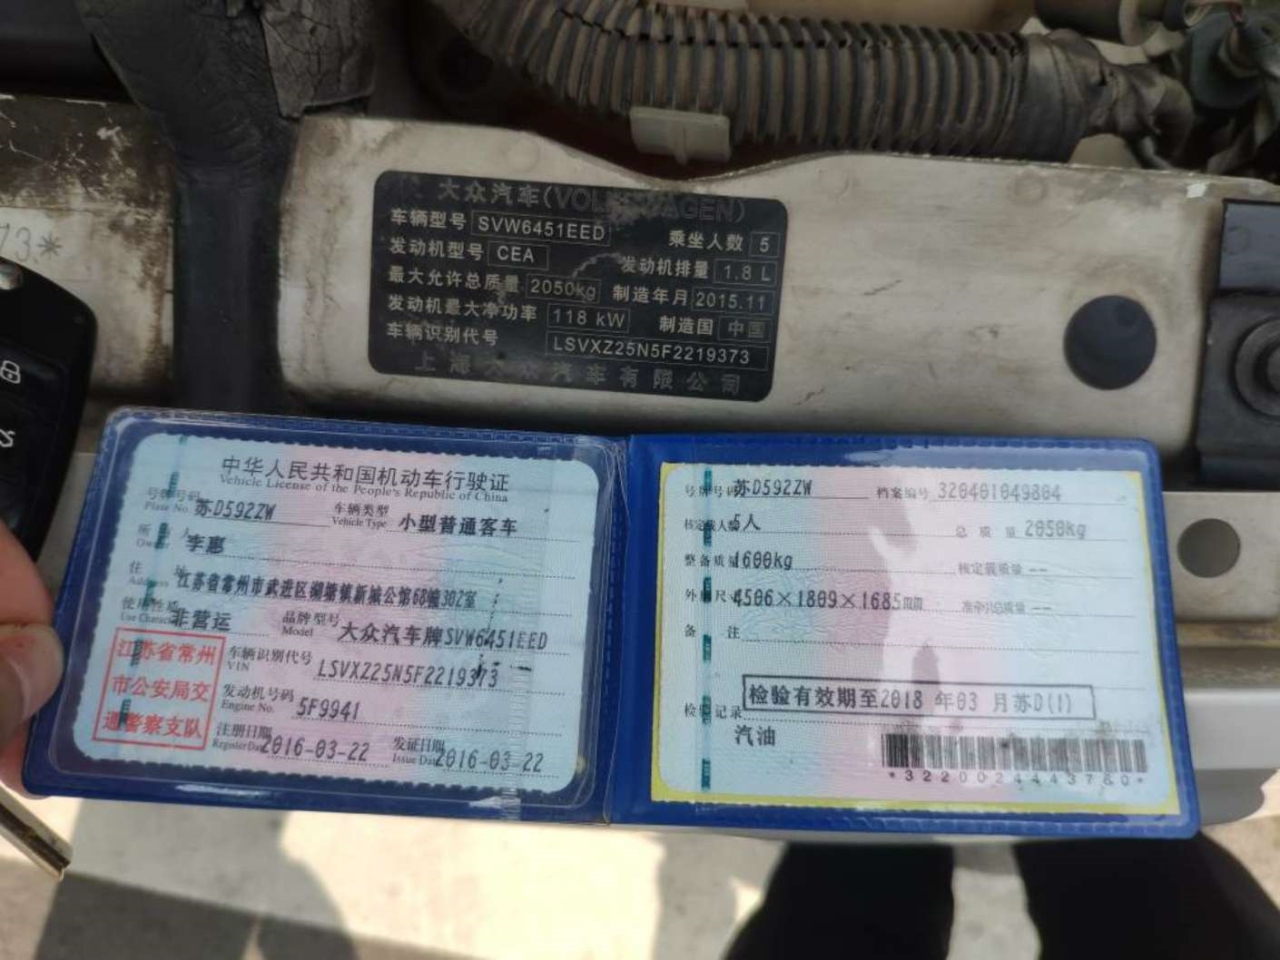 73*
大众汽车(VOLKSWAGEN)
车辆型号 SVW6451EED 乘坐人数 5
发动机型号 CEA 发动机排量 1.8 L
最大允许总质量 2050kg 制造年月 2015.11
发动机最大净功率 118 kW 制造国 中国
车辆识别代号 LSVXZ25N5F2219373
上海大众汽车有限公司
中华人民共和国机动车行驶证
Vehicle License of the People's Republic of China
号牌号码 苏D592ZW 车辆类型 小型普通客车
Plate No. Vehicle Type
所 人 李惠
Owner
住 址 江苏省常州市武进区湖塘镇新城公馆68幢302室
Address
使用性质 非营运 品牌型号 大众汽车牌SVW6451EED
Use Character Model
江苏省常州
市公安局交
通警察支队
车辆识别代号 LSVXZ25N5F2219373
VIN
发动机号码 5F9941
Engine No.
注册日期 2016-03-22 发证日期 2016-03-22
Register Date Issue Date
号牌号码 苏D592ZW 档案编号 320401049304
核定载人数 5人 总质量 2050kg
整备质量 1600kg 核定载质量 --
外廓尺寸 4506×1809×1685mm 准牵引总质量 --
备 注
检验记录 检验有效期至2018 年03 月苏D(1)
汽油
*3220024443760*